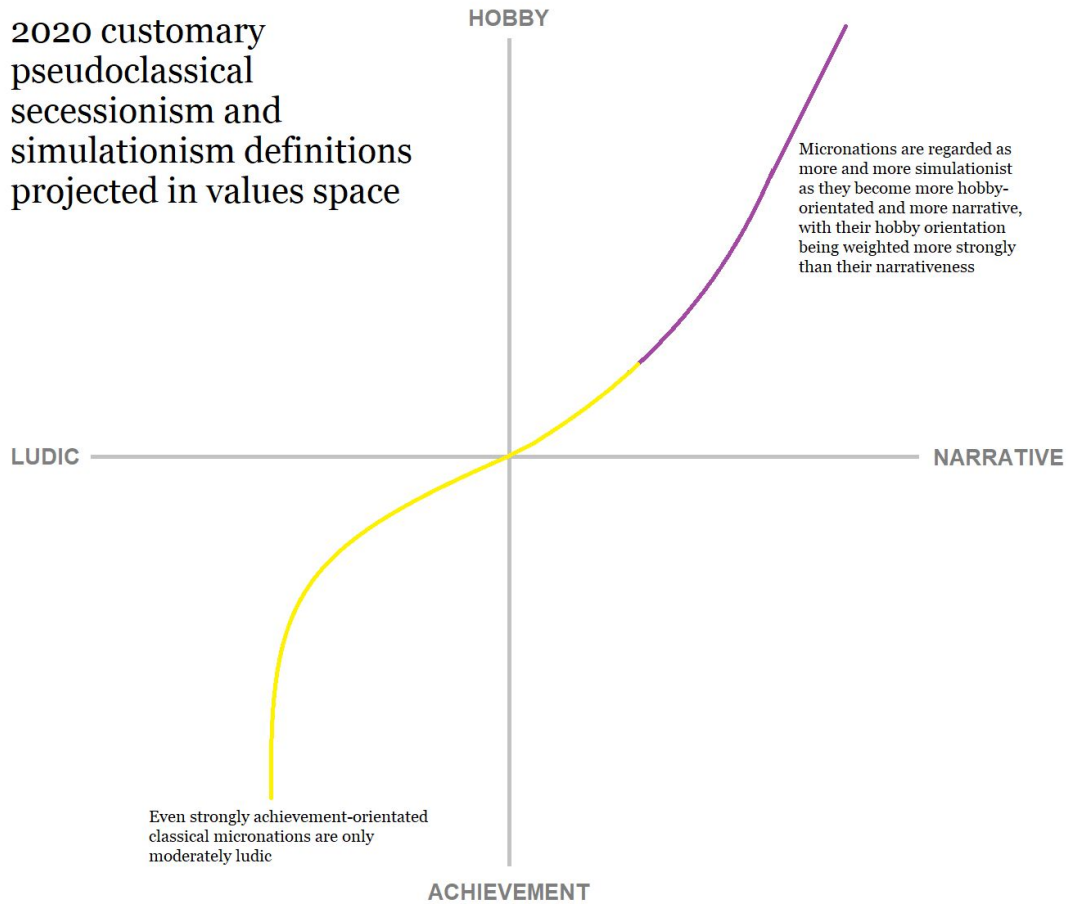 2020 customary
pseudoclassical
secessionism and
simulationism definitions
projected in values space
HOBBY
Micronations are regarded as
more and more simulationist
as they become more hobby-
orientated and more narrative,
with their hobby orientation
being weighted more strongly
than their narrativeness
LUDIC
NARRATIVE
Even strongly achievement-orientated
classical micronations are only
moderately ludic
ACHIEVEMENT